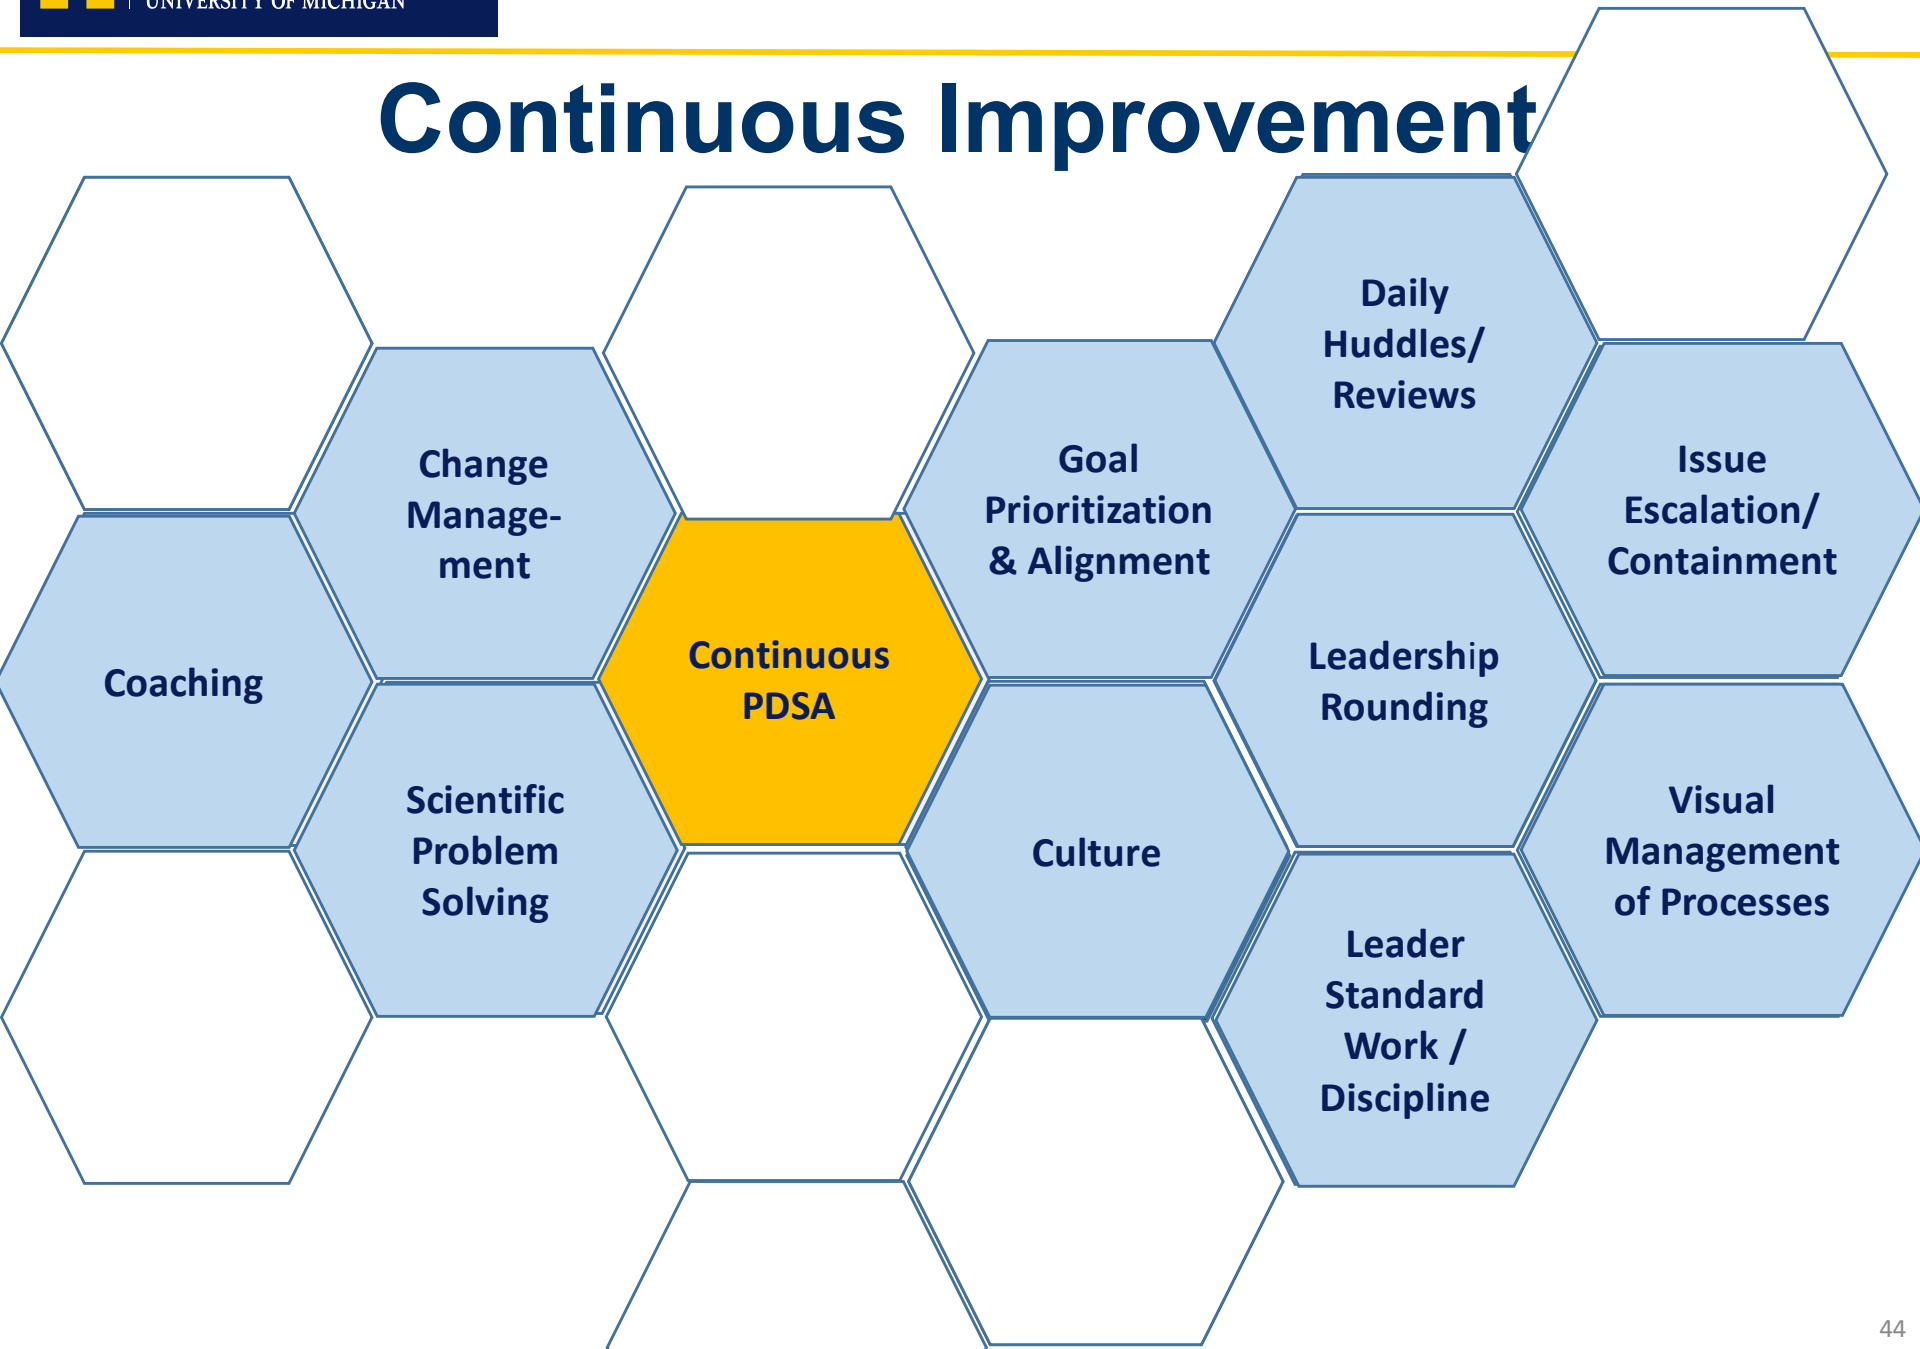 UNIVERSITY OF MICHIGAN
Continuous Improvement
Daily
Huddles/
Reviews
Change
Manage-
ment
Goal
Prioritization
& Alignment
Issue
Escalation/
Containment
Coaching
Continuous
PDSA
Leadership
Rounding
Scientific
Problem
Solving
Culture
Visual
Management
of Processes
Leader
Standard
Work /
Discipline
44